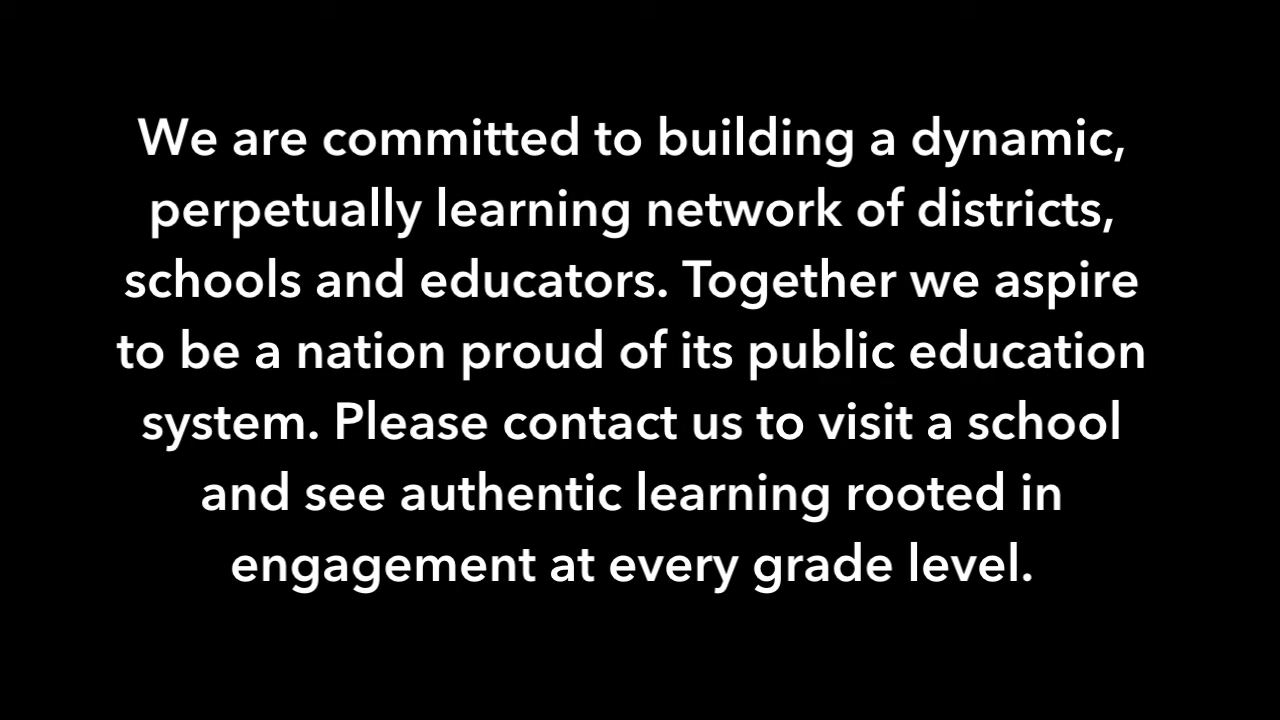 We are committed to building a dynamic,
perpetually learning network of districts,
schools and educators. Together we aspire
to be a nation proud of its public education
system. Please contact us to visit a school
and see authentic learning rooted in
engagement at every grade level.